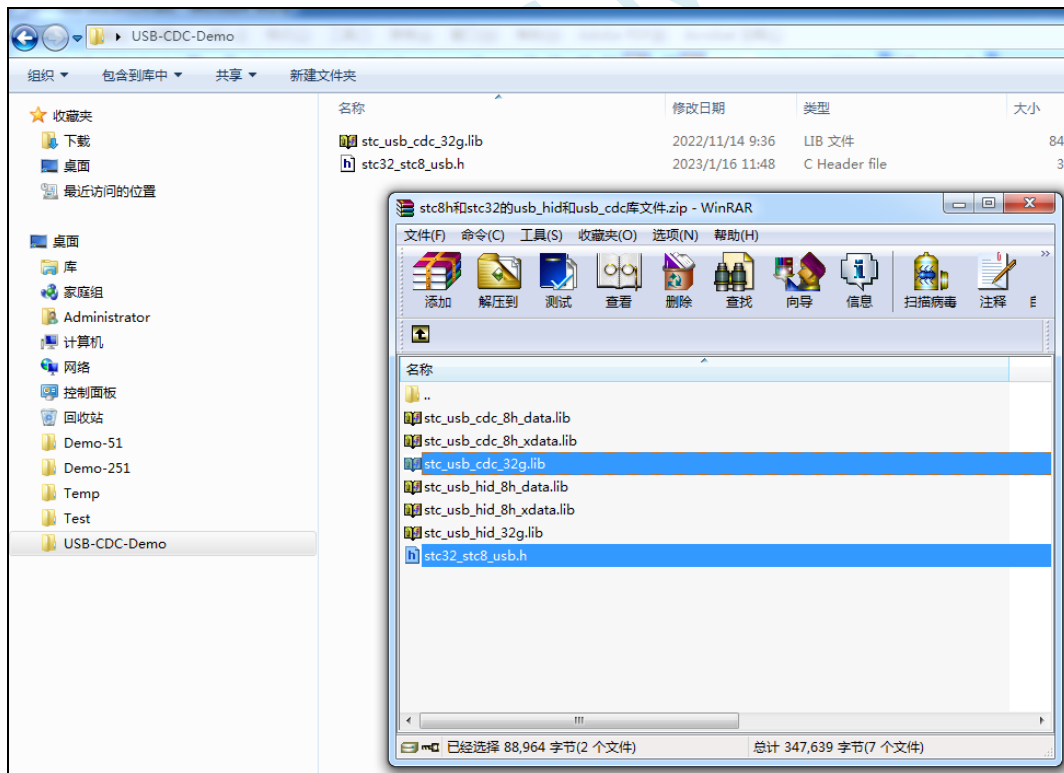 USB-CDC-Demo
组织 包含到库中 共享 新建文件夹
名称 修改日期 类型 大小
收藏夹
下载
桌面
最近访问的位置
桌面
库
家庭组
Administrator
计算机
网络
控制面板
回收站
Demo-51
Demo-251
Temp
Test
USB-CDC-Demo
stc_usb_cdc_32g.lib 2022/11/14 9:36 LIB 文件 84
stc32_stc8_usb.h 2023/1/16 11:48 C Header file 3
stc8h和stc32的usb_hid和usb_cdc库文件.zip - WinRAR
文件(F) 命令(C) 工具(S) 收藏夹(O) 选项(N) 帮助(H)
添加 解压到 测试 查看 删除 查找 向导 信息 扫描病毒 注释
名称
..
stc_usb_cdc_8h_data.lib
stc_usb_cdc_8h_xdata.lib
stc_usb_cdc_32g.lib
stc_usb_hid_8h_data.lib
stc_usb_hid_8h_xdata.lib
stc_usb_hid_32g.lib
stc32_stc8_usb.h
已经选择 88,964 字节(2 个文件) 总计 347,639 字节(7 个文件)